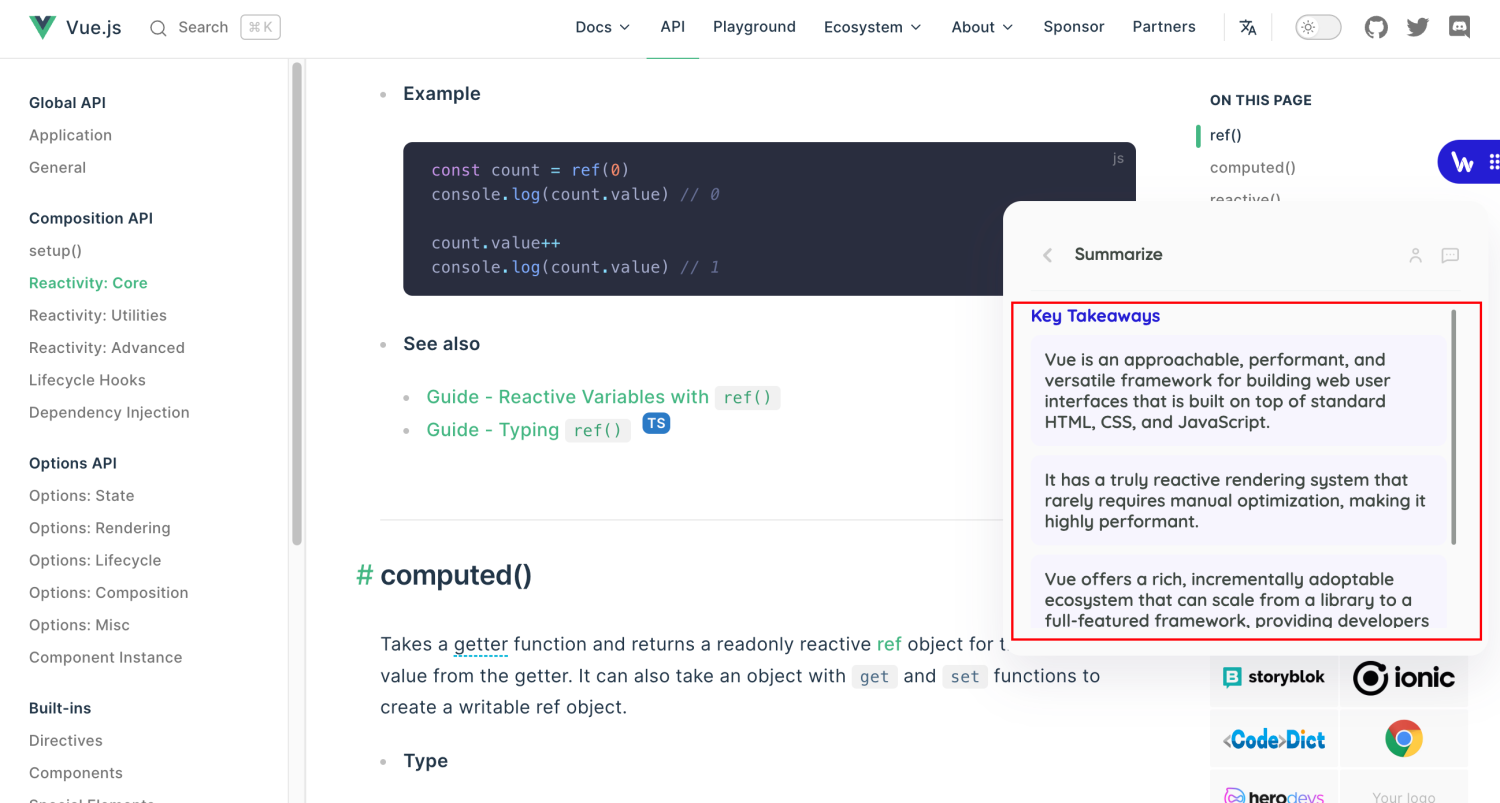 Vue.js
Search ⌘ K
Docs
API
Playground
Ecosystem
About
Sponsor
Partners
Global API
Application
General
Composition API
setup()
Reactivity: Core
Reactivity: Utilities
Reactivity: Advanced
Lifecycle Hooks
Dependency Injection
Options API
Options: State
Options: Rendering
Options: Lifecycle
Options: Composition
Options: Misc
Component Instance
Built-ins
Directives
Components
Special Elements
Example
js
const count = ref(0)
console.log(count.value) // 0
count.value++
console.log(count.value) // 1
See also
Guide - Reactive Variables with ref()
Guide - Typing ref() TS
# computed()
Takes a getter function and returns a readonly reactive ref object for
value from the getter. It can also take an object with get and set functions to
create a writable ref object.
Type
ON THIS PAGE
ref()
computed()
reactive()
Summarize
Key Takeaways
Vue is an approachable, performant, and
versatile framework for building web user
interfaces that is built on top of standard
HTML, CSS, and JavaScript.
It has a truly reactive rendering system that
rarely requires manual optimization, making it
highly performant.
Vue offers a rich, incrementally adoptable
ecosystem that can scale from a library to a
full-featured framework, providing developers
storyblok
ionic
<Code>Dict
herodevs
Your logo